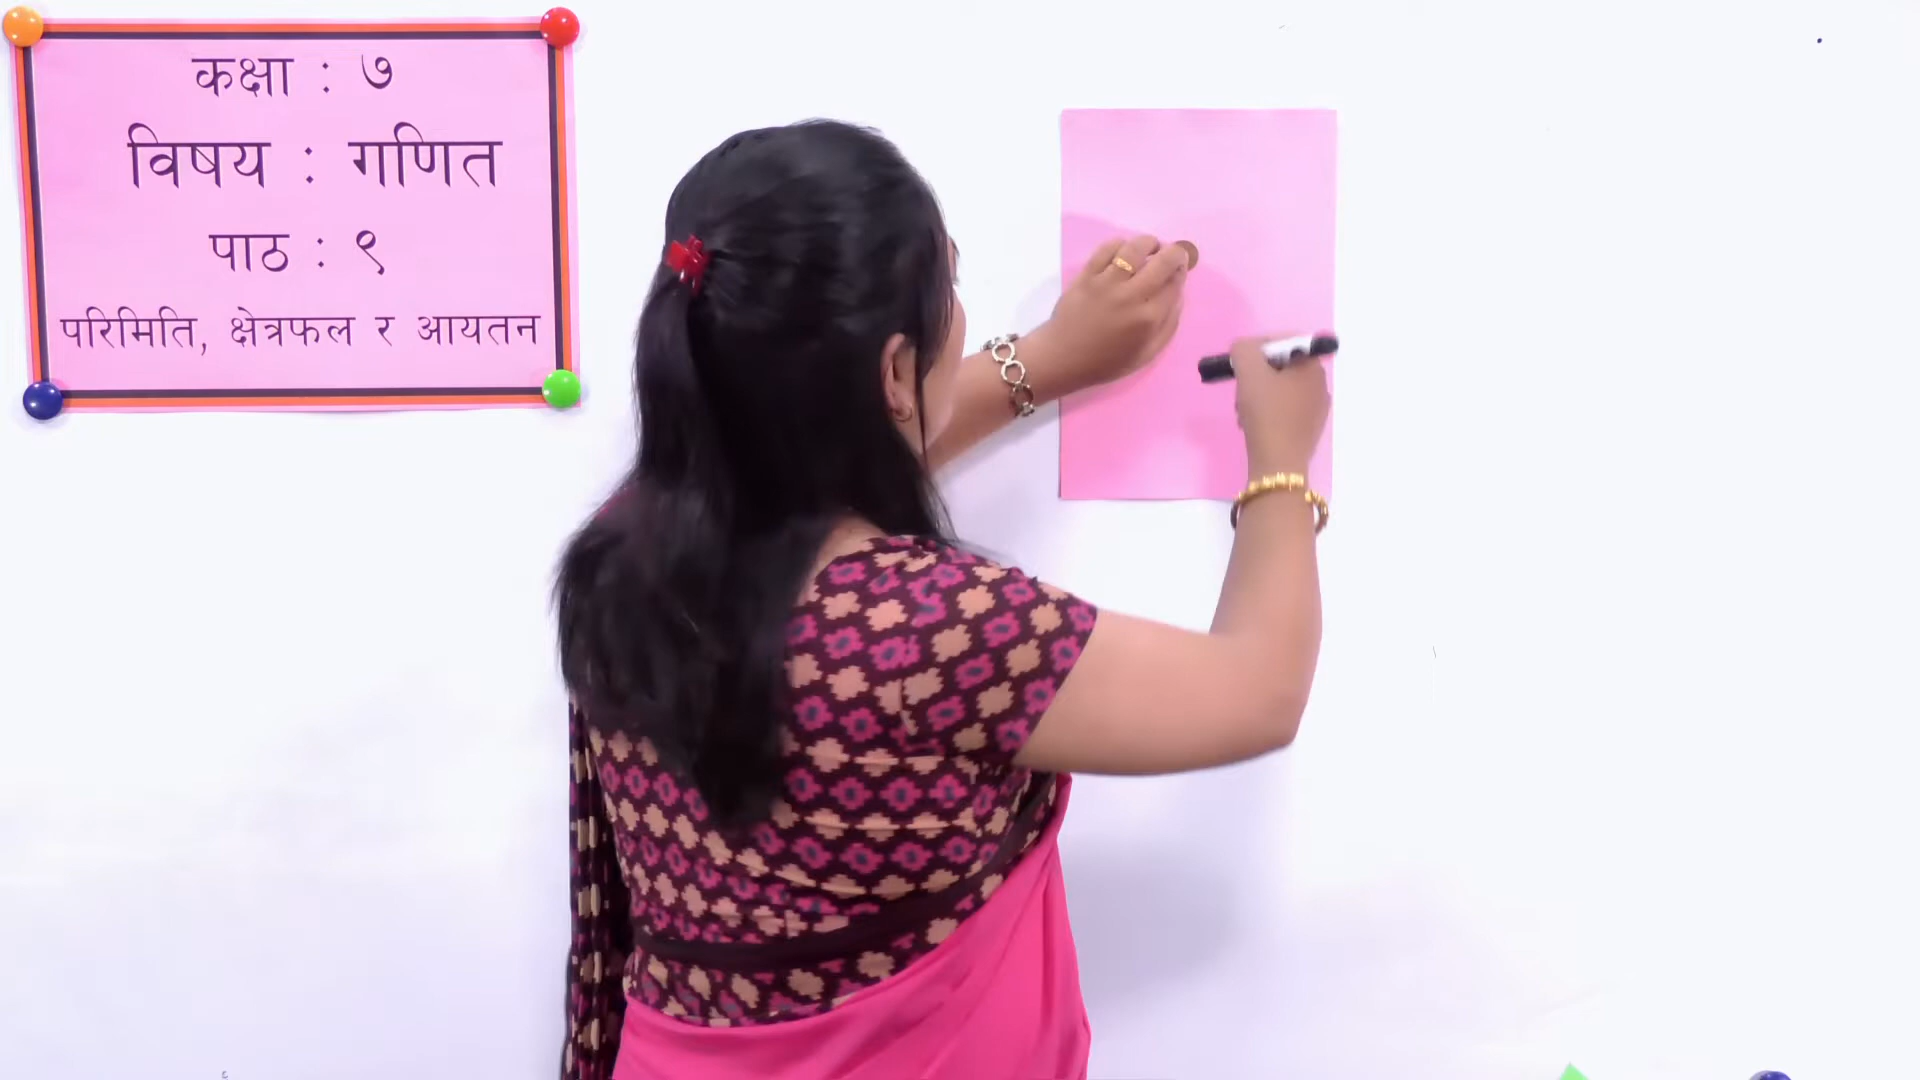 कक्षा : ७
विषय : गणित
पाठ : ९
परिमिति, क्षेत्रफल र आयतन